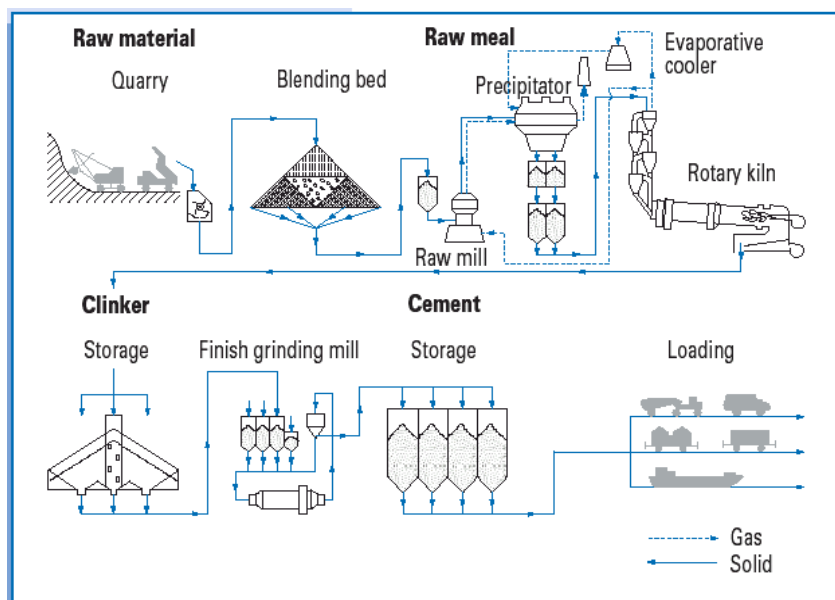 Raw material
Raw meal
Evaporative
cooler
Quarry
Blending bed
Precipitator
Rotary kiln
Raw mill
Clinker
Cement
Storage
Finish grinding mill
Storage
Loading
Gas
Solid